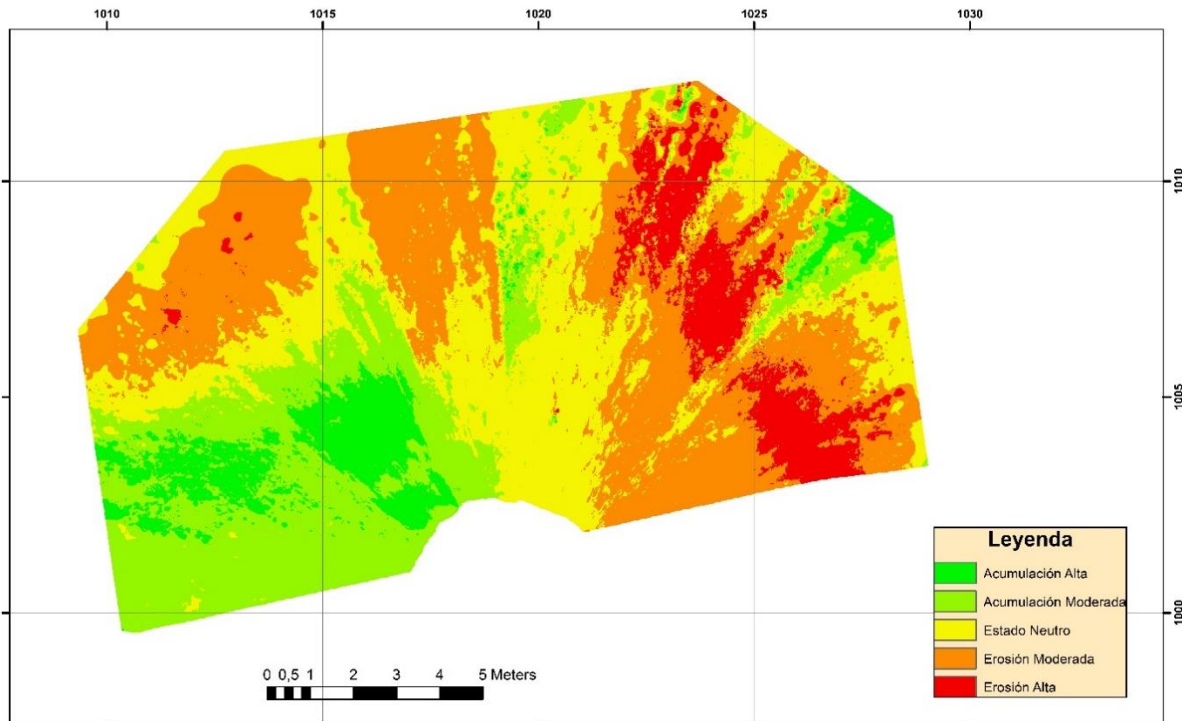 1010 1015 1020 1025 1030
1010
1005
1000
Leyenda
Acumulación Alta
Acumulación Moderada
Estado Neutro
Erosión Moderada
Erosión Alta
0 0,5 1 2 3 4 5 Meters